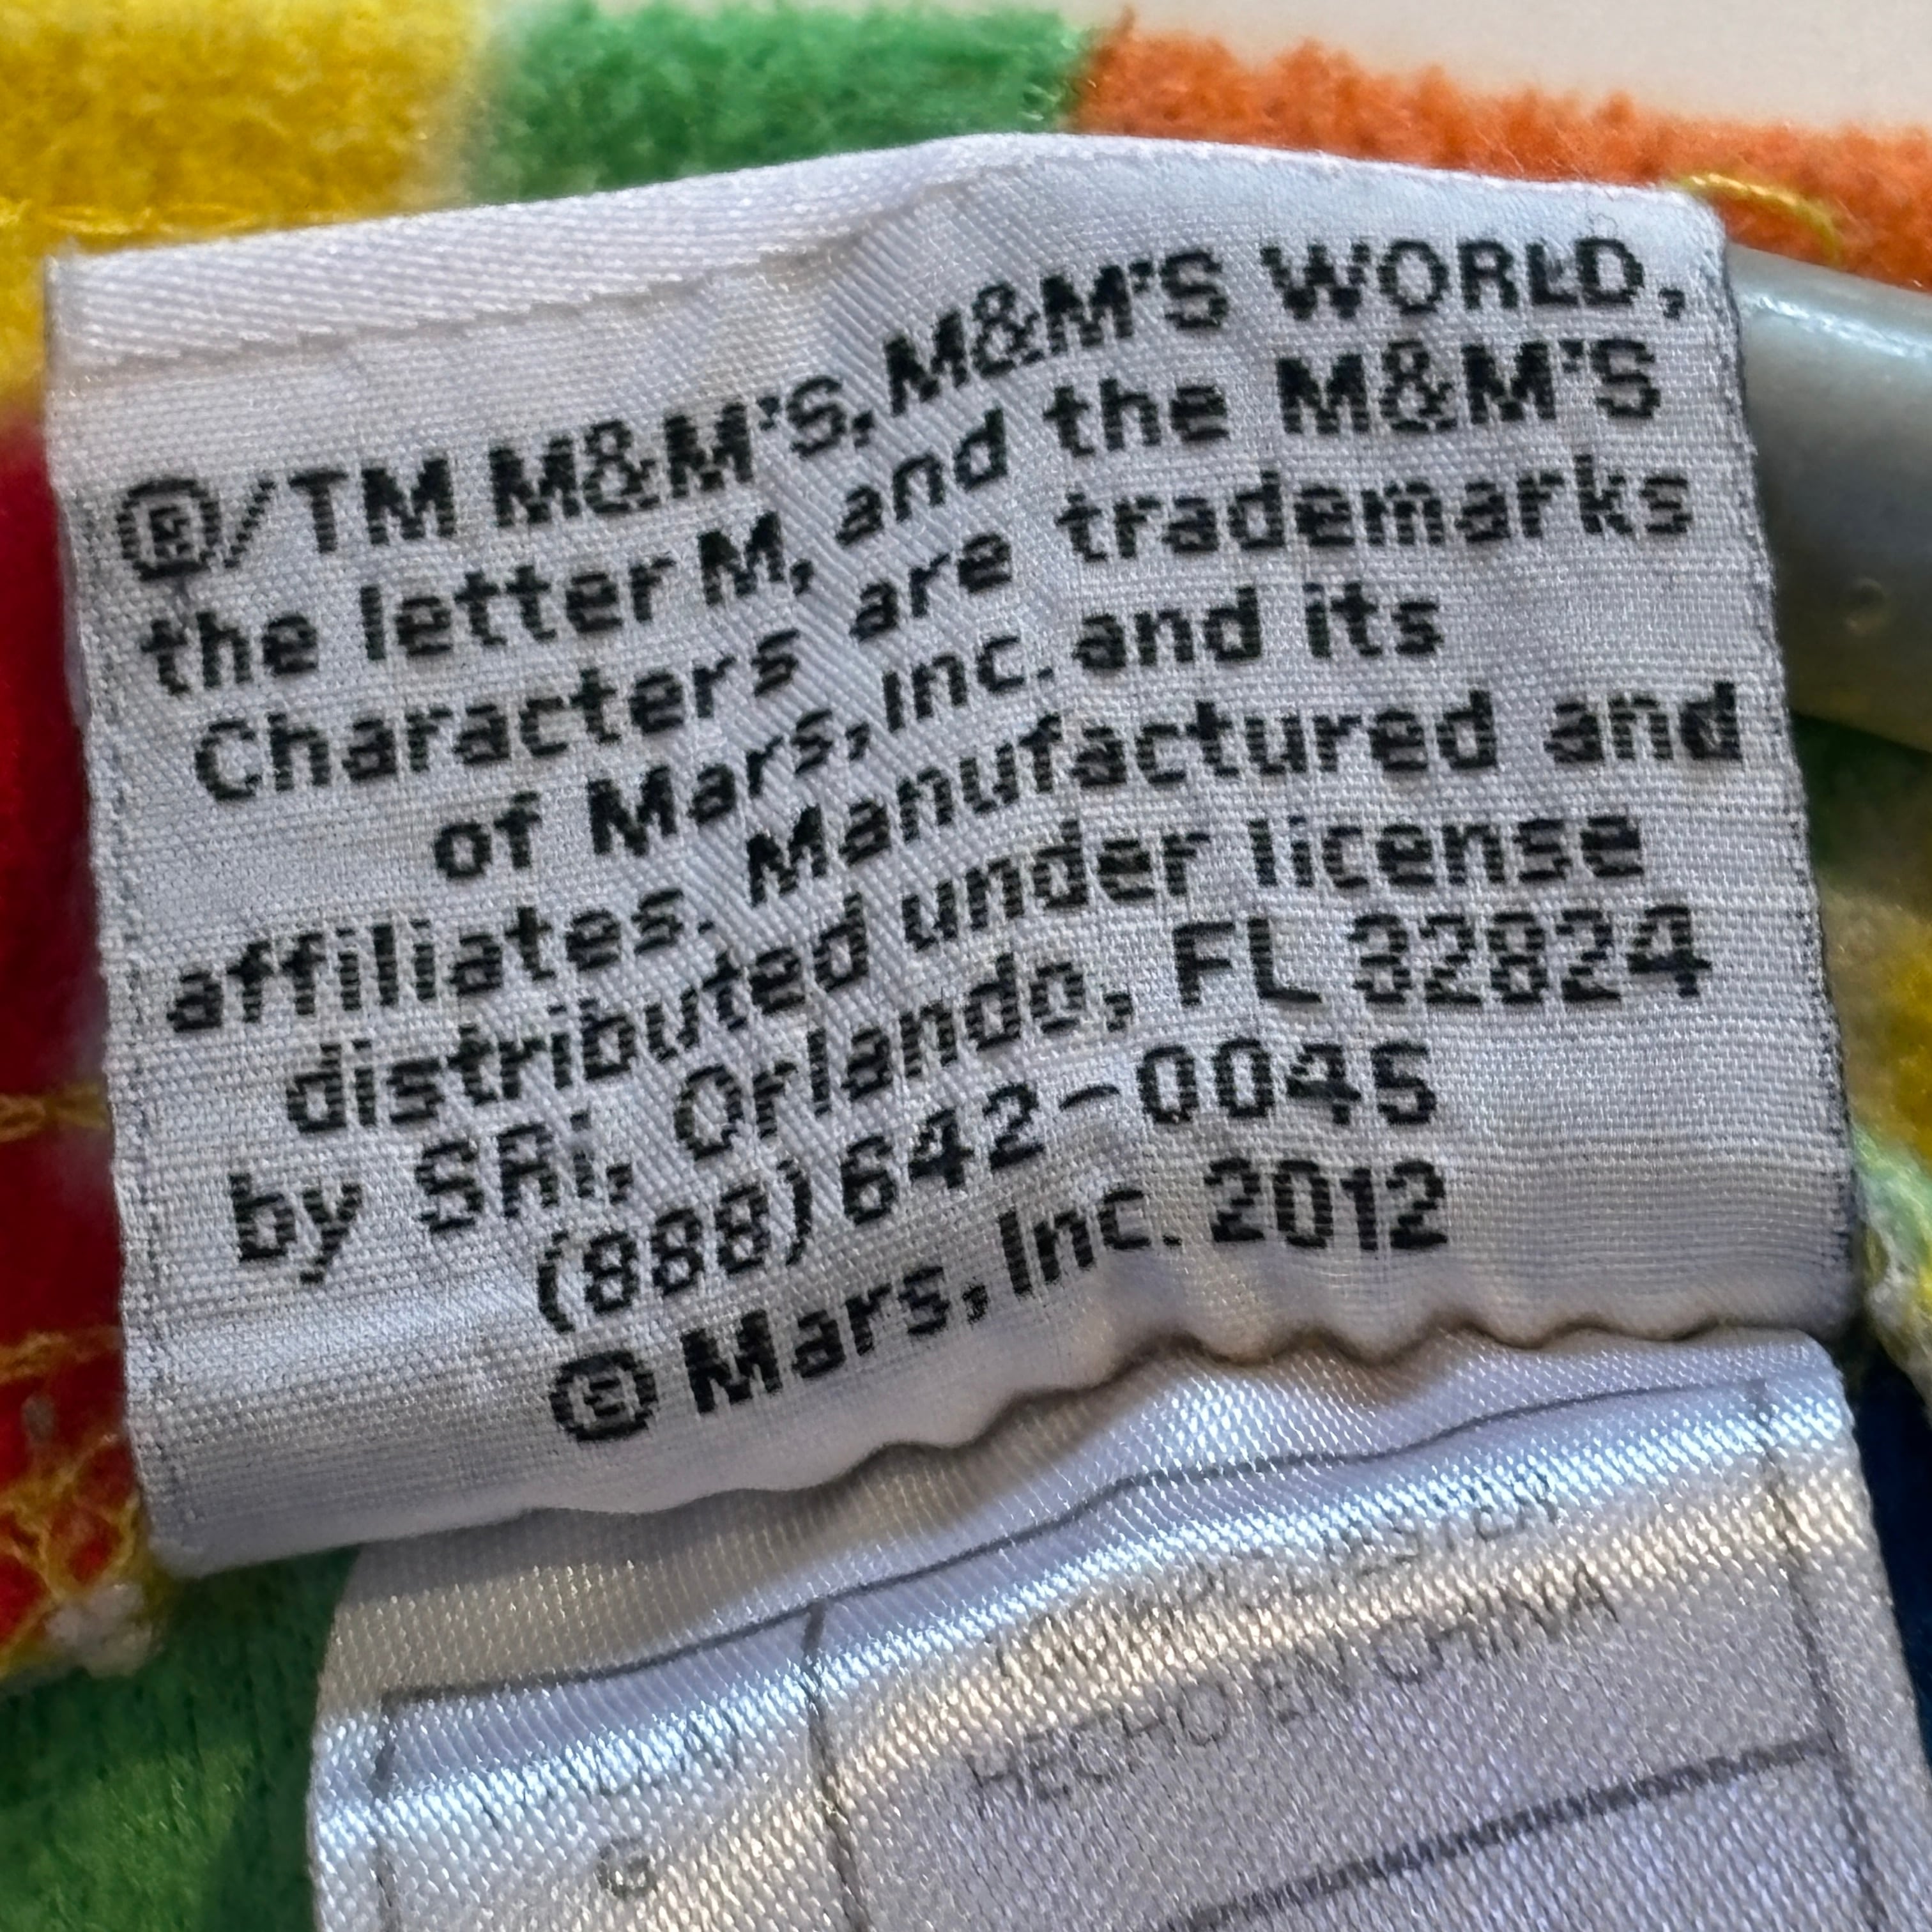 ®/TM M&M'S, M&M'S WORLD,
the letter M, and the M&M'S
Characters are trademarks
of Mars, Inc. and its
affiliates. Manufactured and
distributed under license
by SRi, Orlando, FL 32824
(888) 642-0045
© Mars, Inc. 2012
HECHO EN CHINA
G